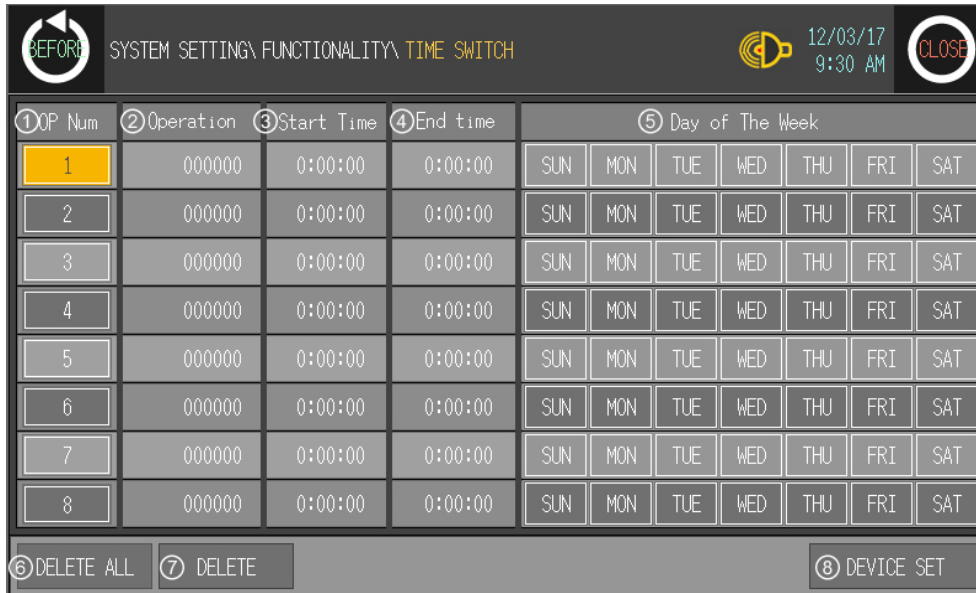 BEFORE SYSTEM SETTING\ FUNCTIONALITY\ TIME SWITCH 12/03/17 CLOSE
9:30 AM
①OP Num ②Operation ③Start Time ④End time ⑤ Day of The Week
1 000000 0:00:00 0:00:00 SUN MON TUE WED THU FRI SAT
2 000000 0:00:00 0:00:00 SUN MON TUE WED THU FRI SAT
3 000000 0:00:00 0:00:00 SUN MON TUE WED THU FRI SAT
4 000000 0:00:00 0:00:00 SUN MON TUE WED THU FRI SAT
5 000000 0:00:00 0:00:00 SUN MON TUE WED THU FRI SAT
6 000000 0:00:00 0:00:00 SUN MON TUE WED THU FRI SAT
7 000000 0:00:00 0:00:00 SUN MON TUE WED THU FRI SAT
8 000000 0:00:00 0:00:00 SUN MON TUE WED THU FRI SAT
⑥DELETE ALL ⑦ DELETE ⑧ DEVICE SET